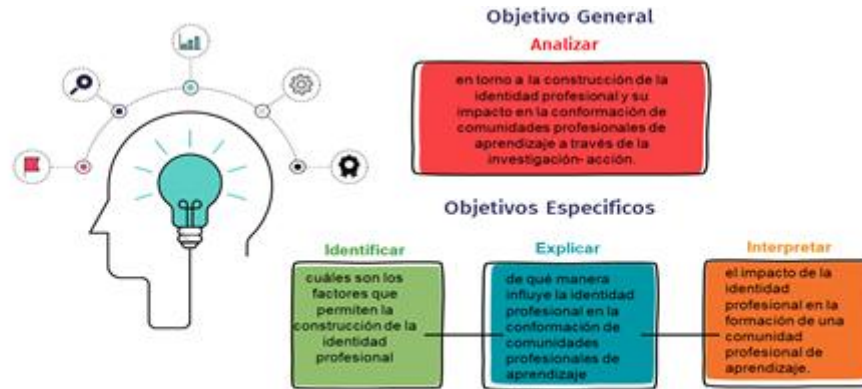 Objetivo General
Analizar
en torno a la construcción de la
identidad profesional y su
impacto en la conformación de
comunidades profesionales de
aprendizaje a través de la
investigación- acción.
Objetivos Especificos
Identificar
cuáles son los
factores que
permiten la
construcción de la
identidad
profesional
Explicar
de qué manera
influye la identidad
profesional en la
conformación de
comunidades
profesionales de
aprendizaje
Interpretar
el impacto de la
identidad
profesional en la
formación de una
comunidad
profesional de
aprendizaje.